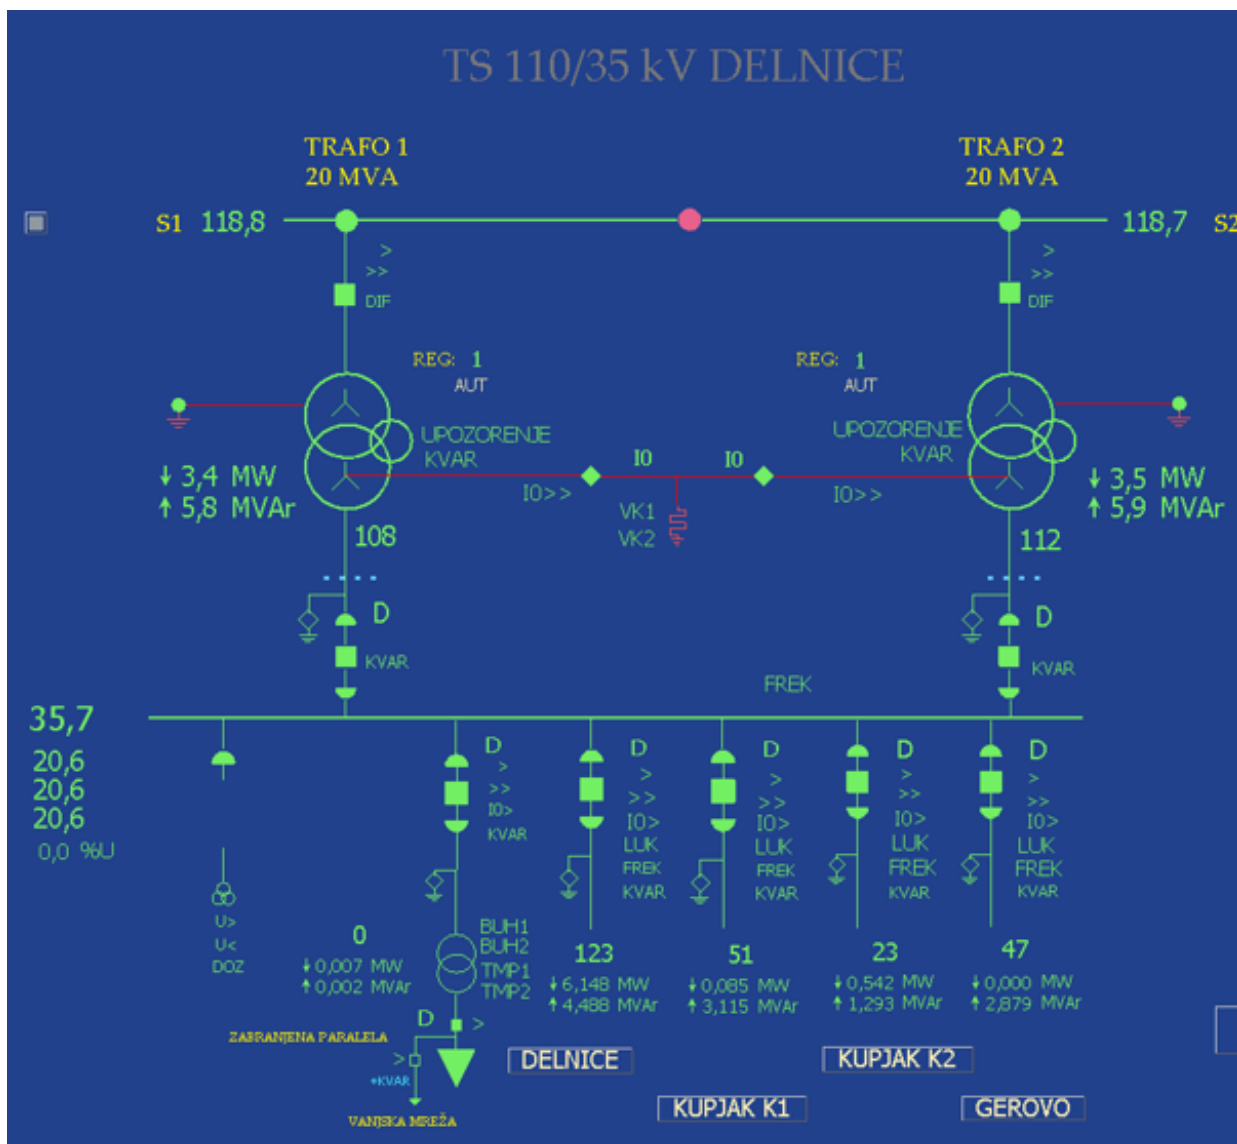 TS 110/35 kV DELNICE
TRAFO 1
20 MVA
TRAFO 2
20 MVA
S1 118,8
118,7 S2
>
>>
DIF
>
>>
DIF
REG: 1
AUT
REG: 1
AUT
UPOZORENJE
KVAR
UPOZORENJE
KVAR
I0 I0
I0>>
I0>>
VK1
VK2
↓ 3,4 MW
↑ 5,8 MVAr
↓ 3,5 MW
↑ 5,9 MVAr
108
112
D
KVAR
D
KVAR
FREK
35,7
20,6
20,6
20,6
0,0 %U
U>
U<
DOZ
D
>
>>
I0>
KVAR
D
>
>>
I0>
LUK
FREK
KVAR
D
>
>>
I0>
LUK
FREK
KVAR
D
>
>>
I0>
LUK
FREK
KVAR
D
>
>>
I0>
LUK
FREK
KVAR
0
↓ 0,007 MW
↑ 0,002 MVAr
BUH1
BUH2
TMP1
TMP2
123
↓ 6,148 MW
↑ 4,488 MVAr
51
↓ 0,085 MW
↑ 3,115 MVAr
23
↓ 0,542 MW
↑ 1,293 MVAr
47
↓ 0,000 MW
↑ 2,879 MVAr
D >
ZABRANJENA PARALELA
>
+KVAR
VANJSKA MREŽA
DELNICE
KUPJAK K2
KUPJAK K1
GEROVO